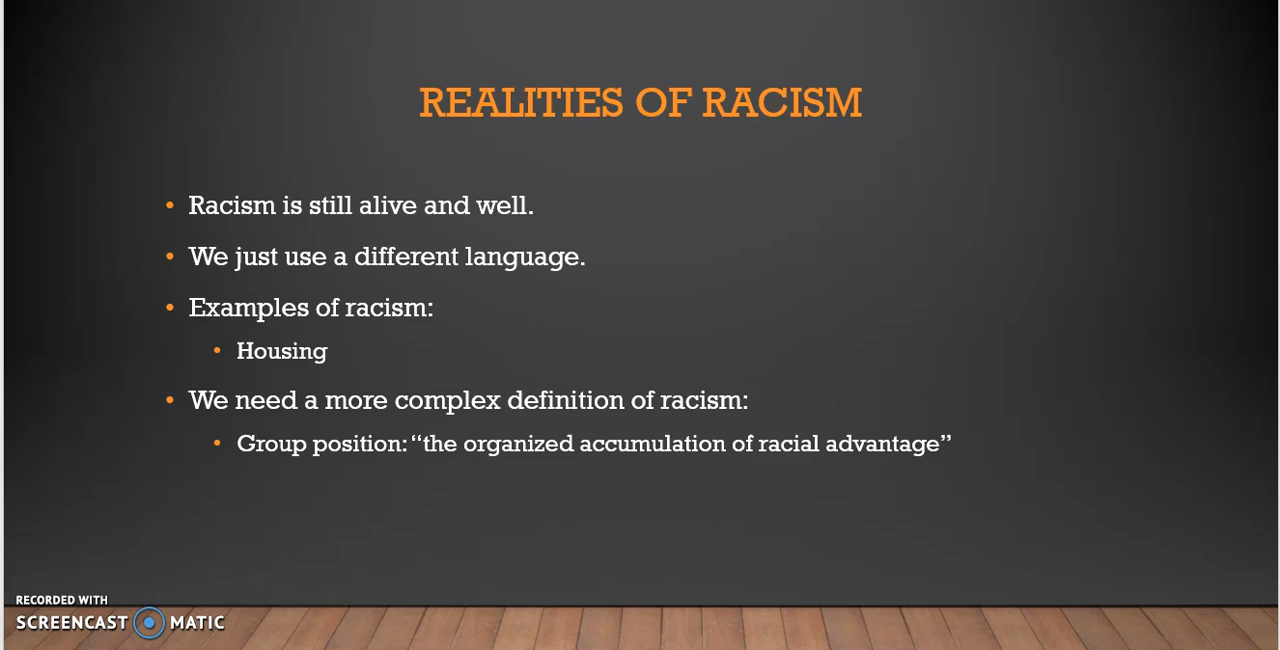 REALITIES OF RACISM
• Racism is still alive and well.
• We just use a different language.
• Examples of racism:
• Housing
• We need a more complex definition of racism:
• Group position: “the organized accumulation of racial advantage”
RECORDED WITH
SCREENCAST MATIC